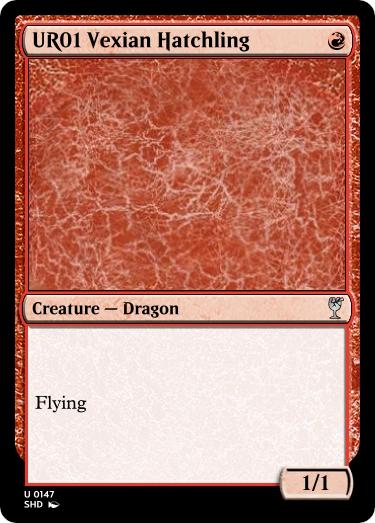 UR01 Vexian Hatchling
Creature — Dragon
Flying
1/1
U 0147
SHD